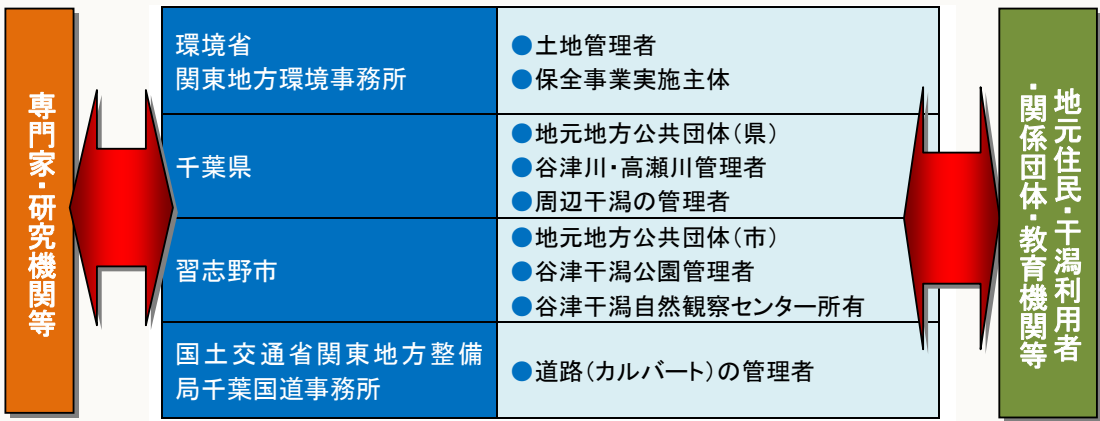 専門家・研究機関等
環境省
関東地方環境事務所
●土地管理者
●保全事業実施主体
千葉県
●地元地方公共団体(県)
●谷津川・高瀬川管理者
●周辺干潟の管理者
習志野市
●地元地方公共団体(市)
●谷津干潟公園管理者
●谷津干潟自然観察センター所有
国土交通省関東地方整備
局千葉国道事務所
●道路(カルバート)の管理者
地元住民・干潟利用者
・関係団体・教育機関等